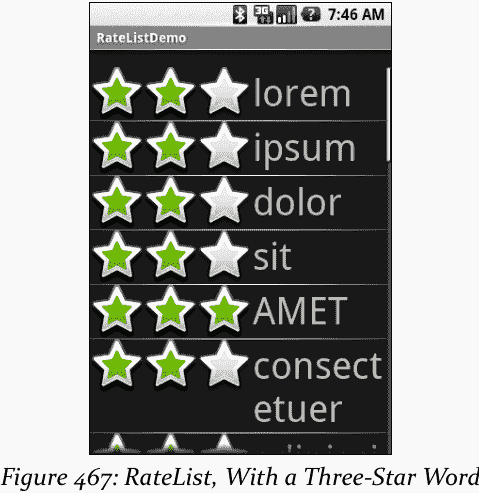 7:46 AM
RateListDemo
lorem
ipsum
dolor
sit
AMET
consect
etuer
Figure 467: RateList, With a Three-Star Word